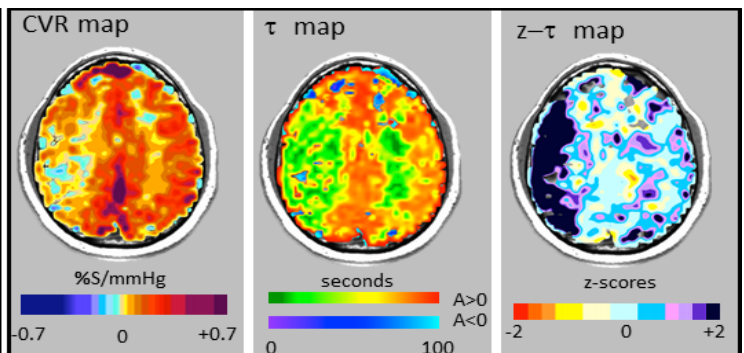 CVR map
%S/mmHg
-0.7 0 +0.7
τ map
seconds
A>0
A<0
0 100
z–τ map
z-scores
-2 0 +2